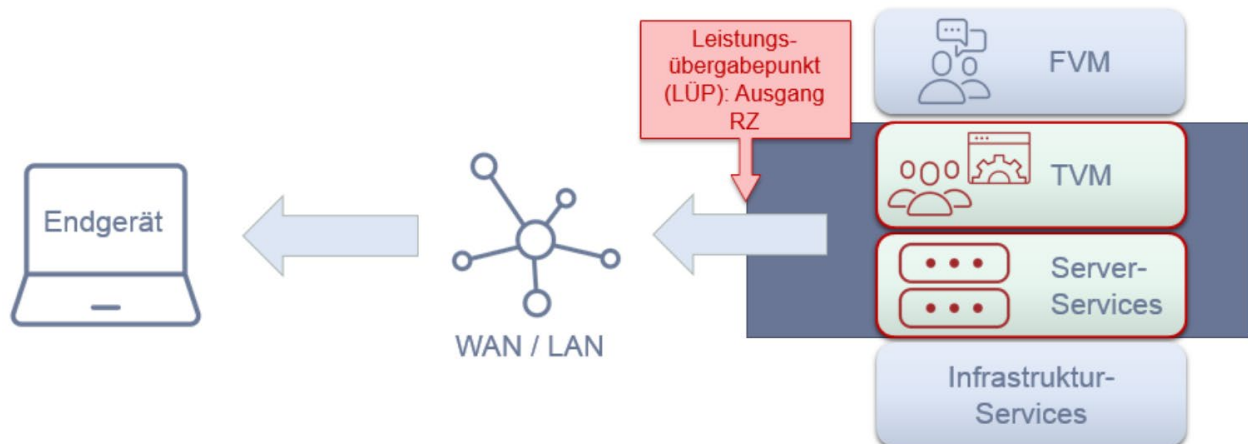 Leistungs-
übergabepunkt
(LÜP): Ausgang
RZ
FVM
TVM
Server-
Services
Infrastruktur-
Services
Endgerät
WAN / LAN